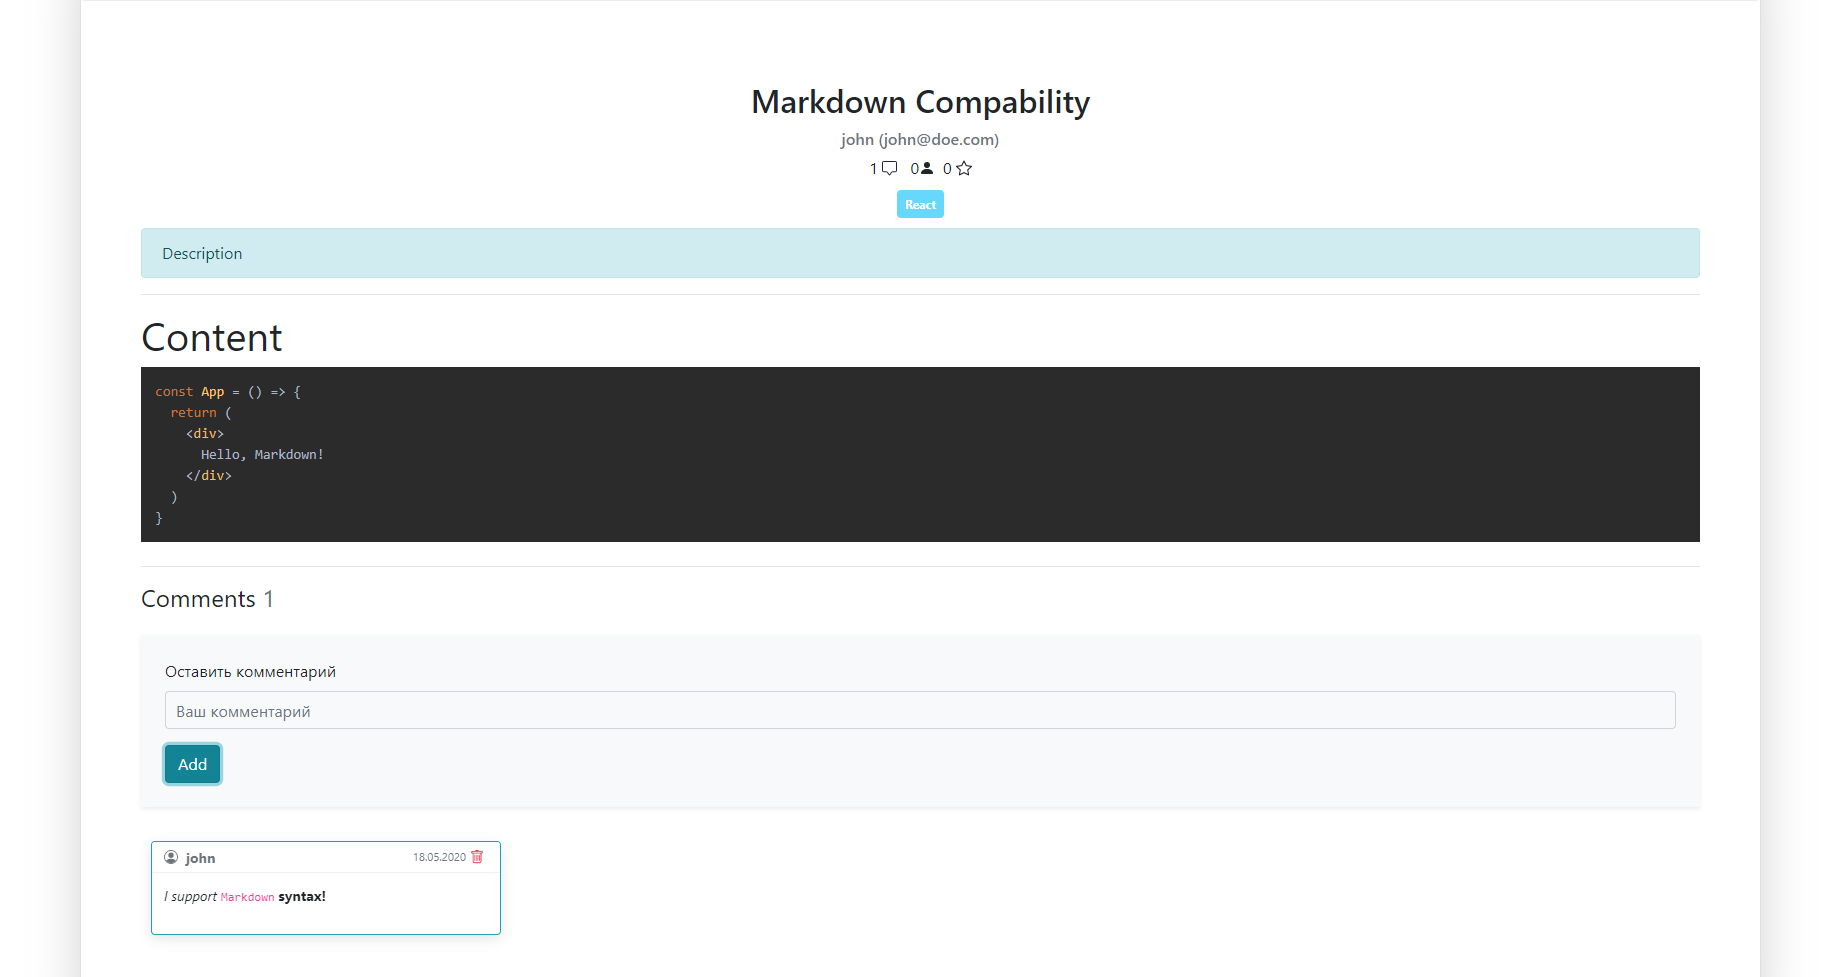 Markdown Compability
john (john@doe.com)
1 0 0
React
Description
Content
const App = () => {
  return (
    <div>
      Hello, Markdown!
    </div>
  )
}
Comments 1
Оставить комментарий
Ваш комментарий
Add
john 18.05.2020
I support Markdown syntax!